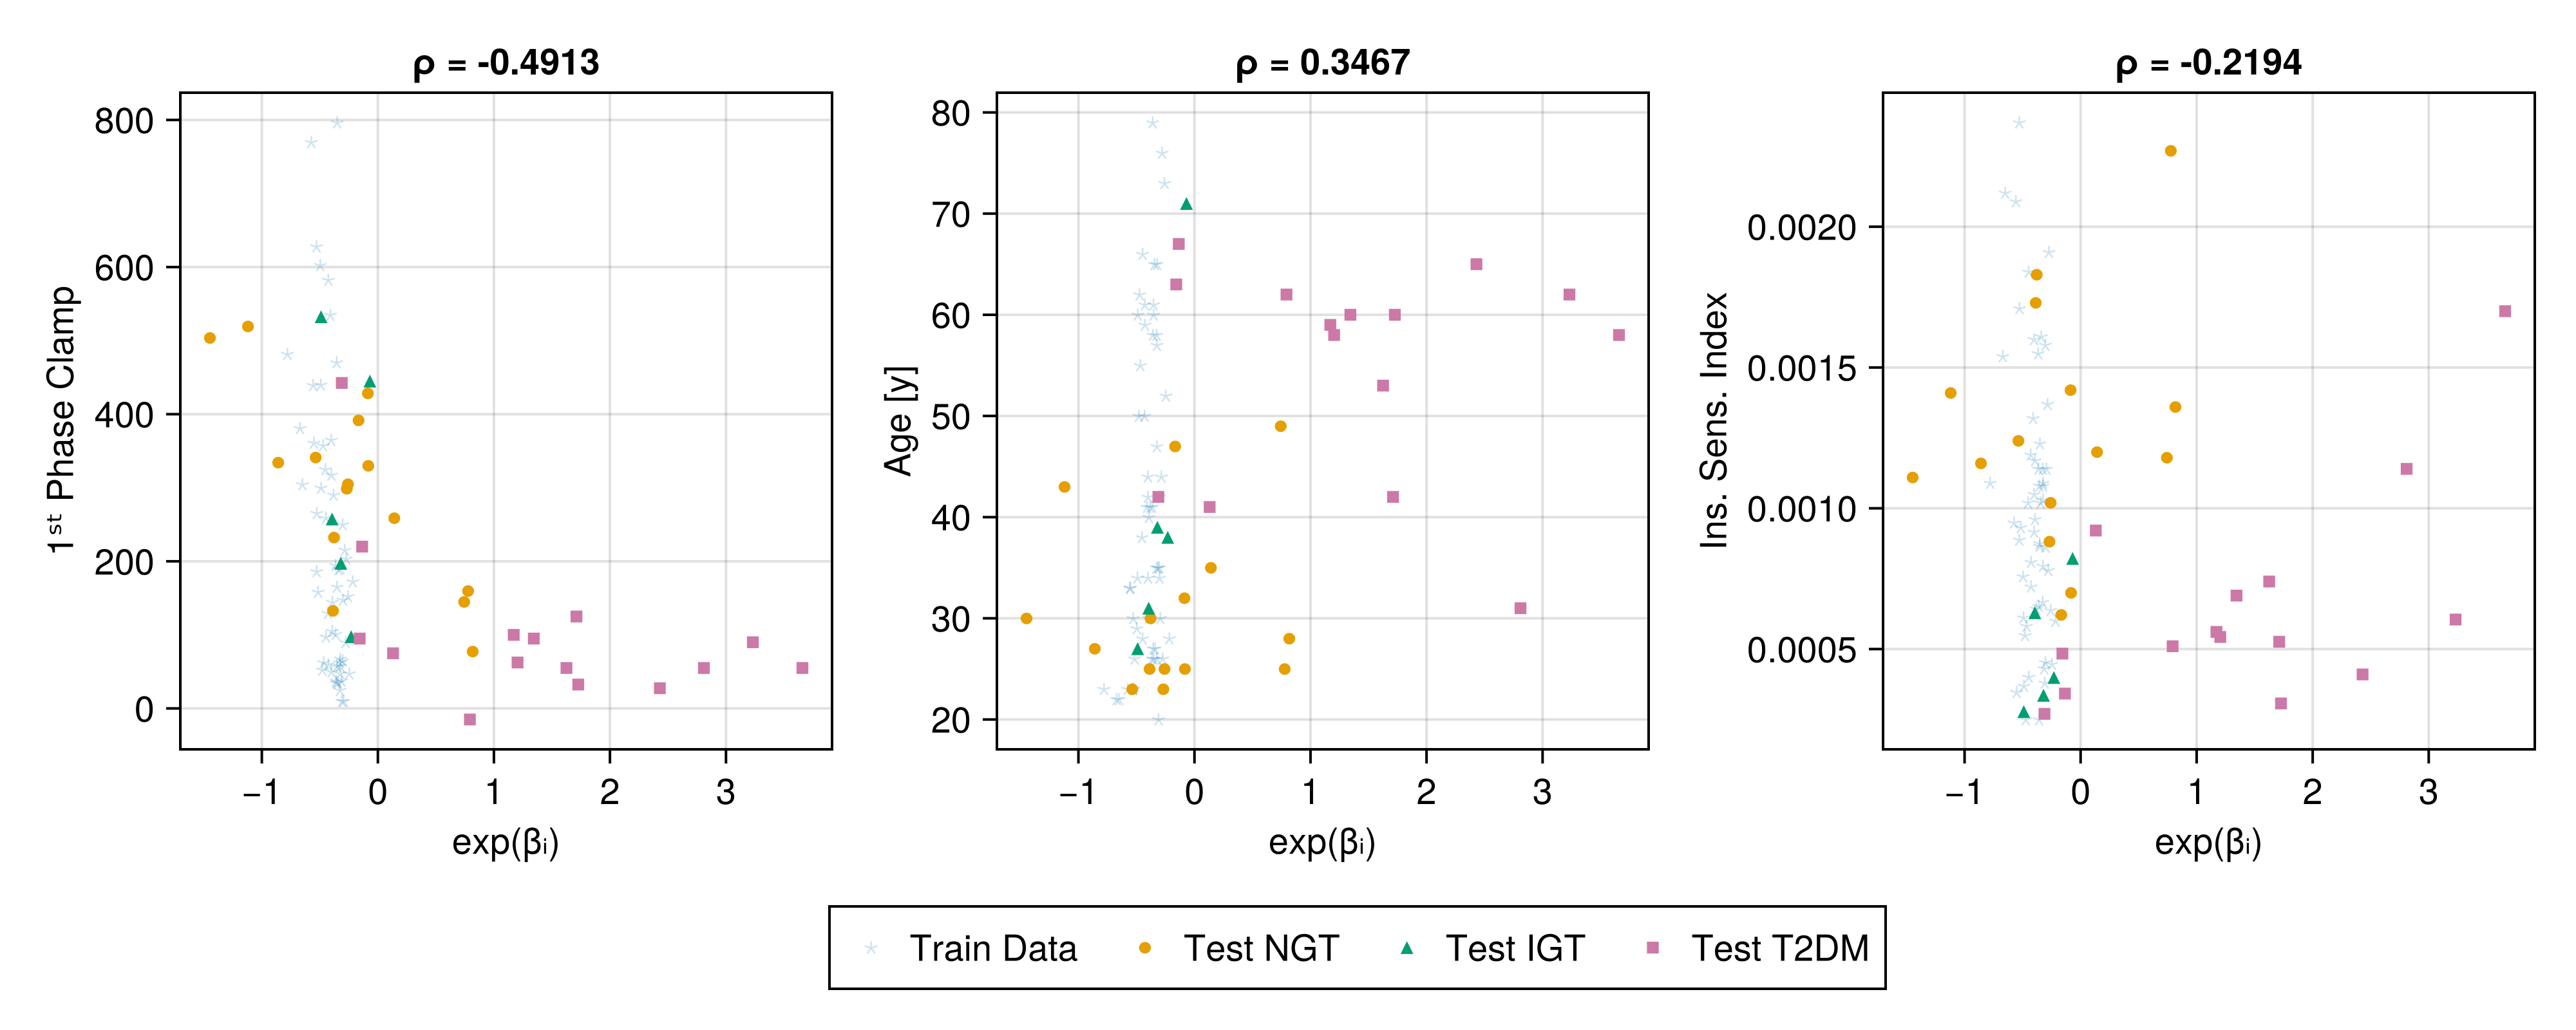 ρ = -0.4913
1ˢᵗ Phase Clamp
800
600
400
200
0
−1 0 1 2 3
exp(βᵢ)
ρ = 0.3467
Age [y]
80
70
60
50
40
30
20
−1 0 1 2 3
exp(βᵢ)
ρ = -0.2194
Ins. Sens. Index
0.0020
0.0015
0.0010
0.0005
−1 0 1 2 3
exp(βᵢ)
Train Data Test NGT Test IGT Test T2DM